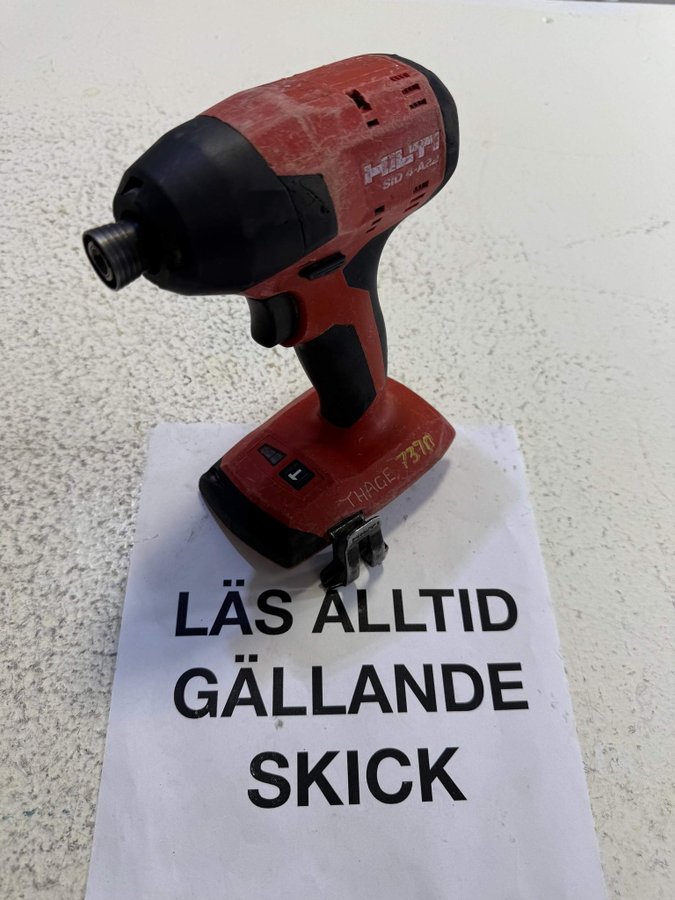 HILTI
SID 4-A22
THAGE 7370
T
LÄS ALLTID
GÄLLANDE
SKICK